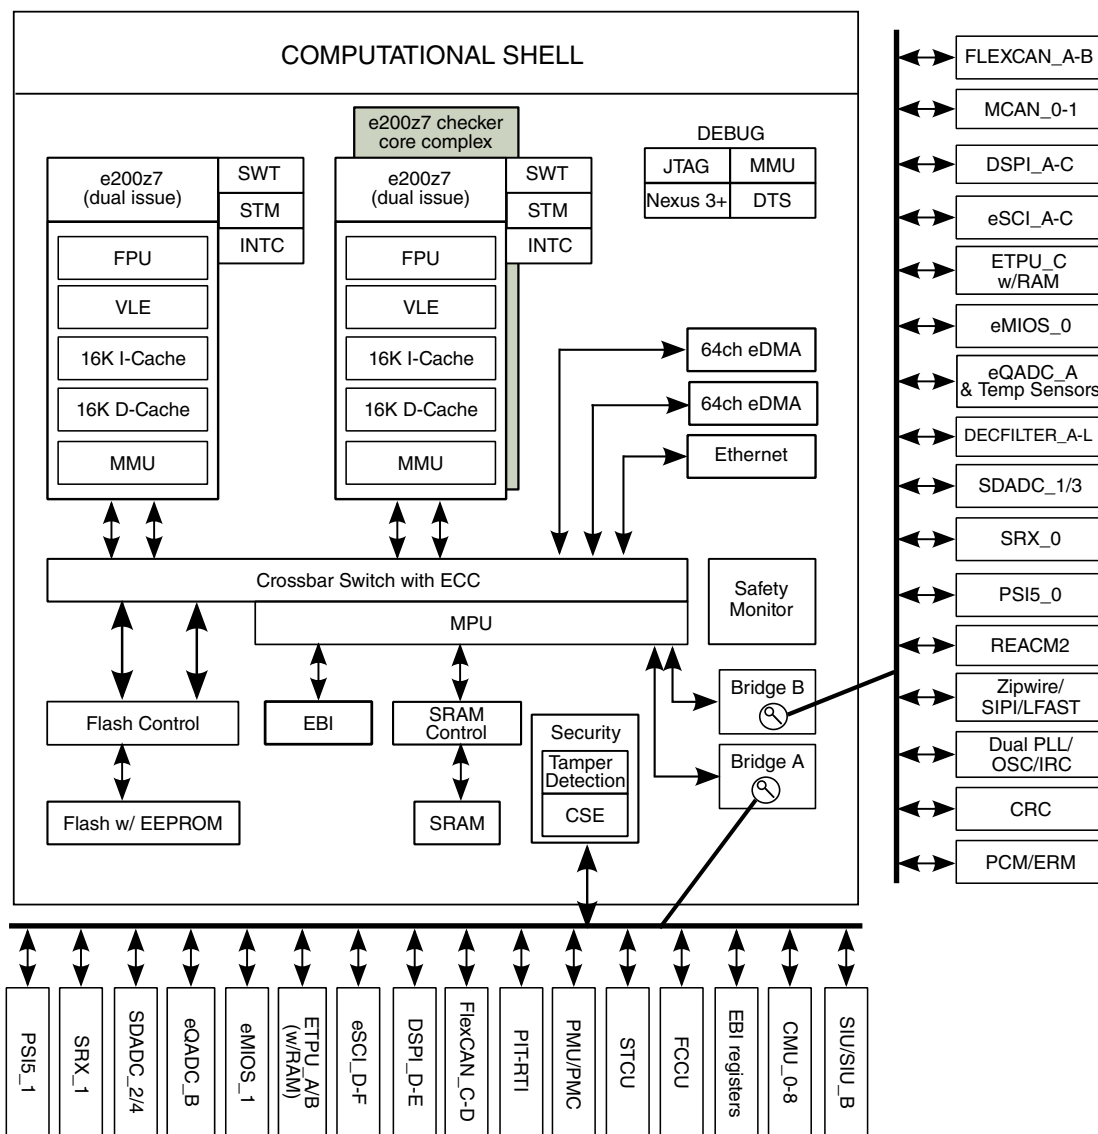 COMPUTATIONAL SHELL
e200z7 checker
core complex
e200z7
(dual issue)
SWT
STM
INTC
FPU
VLE
16K I-Cache
16K D-Cache
MMU
e200z7
(dual issue)
SWT
STM
INTC
FPU
VLE
16K I-Cache
16K D-Cache
MMU
DEBUG
JTAG
MMU
Nexus 3+
DTS
64ch eDMA
64ch eDMA
Ethernet
Crossbar Switch with ECC
MPU
Safety
Monitor
Flash Control
EBI
SRAM
Control
Security
Tamper
Detection
CSE
Bridge B
Bridge A
Flash w/ EEPROM
SRAM
FLEXCAN_A-B
MCAN_0-1
DSPI_A-C
eSCI_A-C
ETPU_C
w/RAM
eMIOS_0
eQADC_A
& Temp Sensors
DECFILTER_A-L
SDADC_1/3
SRX_0
PSI5_0
REACM2
Zipwire/
SIPI/LFAST
Dual PLL/
OSC/IRC
CRC
PCM/ERM
PSI5_1
SRX_1
SDADC_2/4
eQADC_B
eMIOS_1
ETPU_A/B
(w/RAM)
eSCI_D-F
DSPI_D-E
FlexCAN_C-D
PIT-RTI
PMU/PMC
STCU
FCCU
EBI
registers
CMU_0-8
SIU/SIU_B